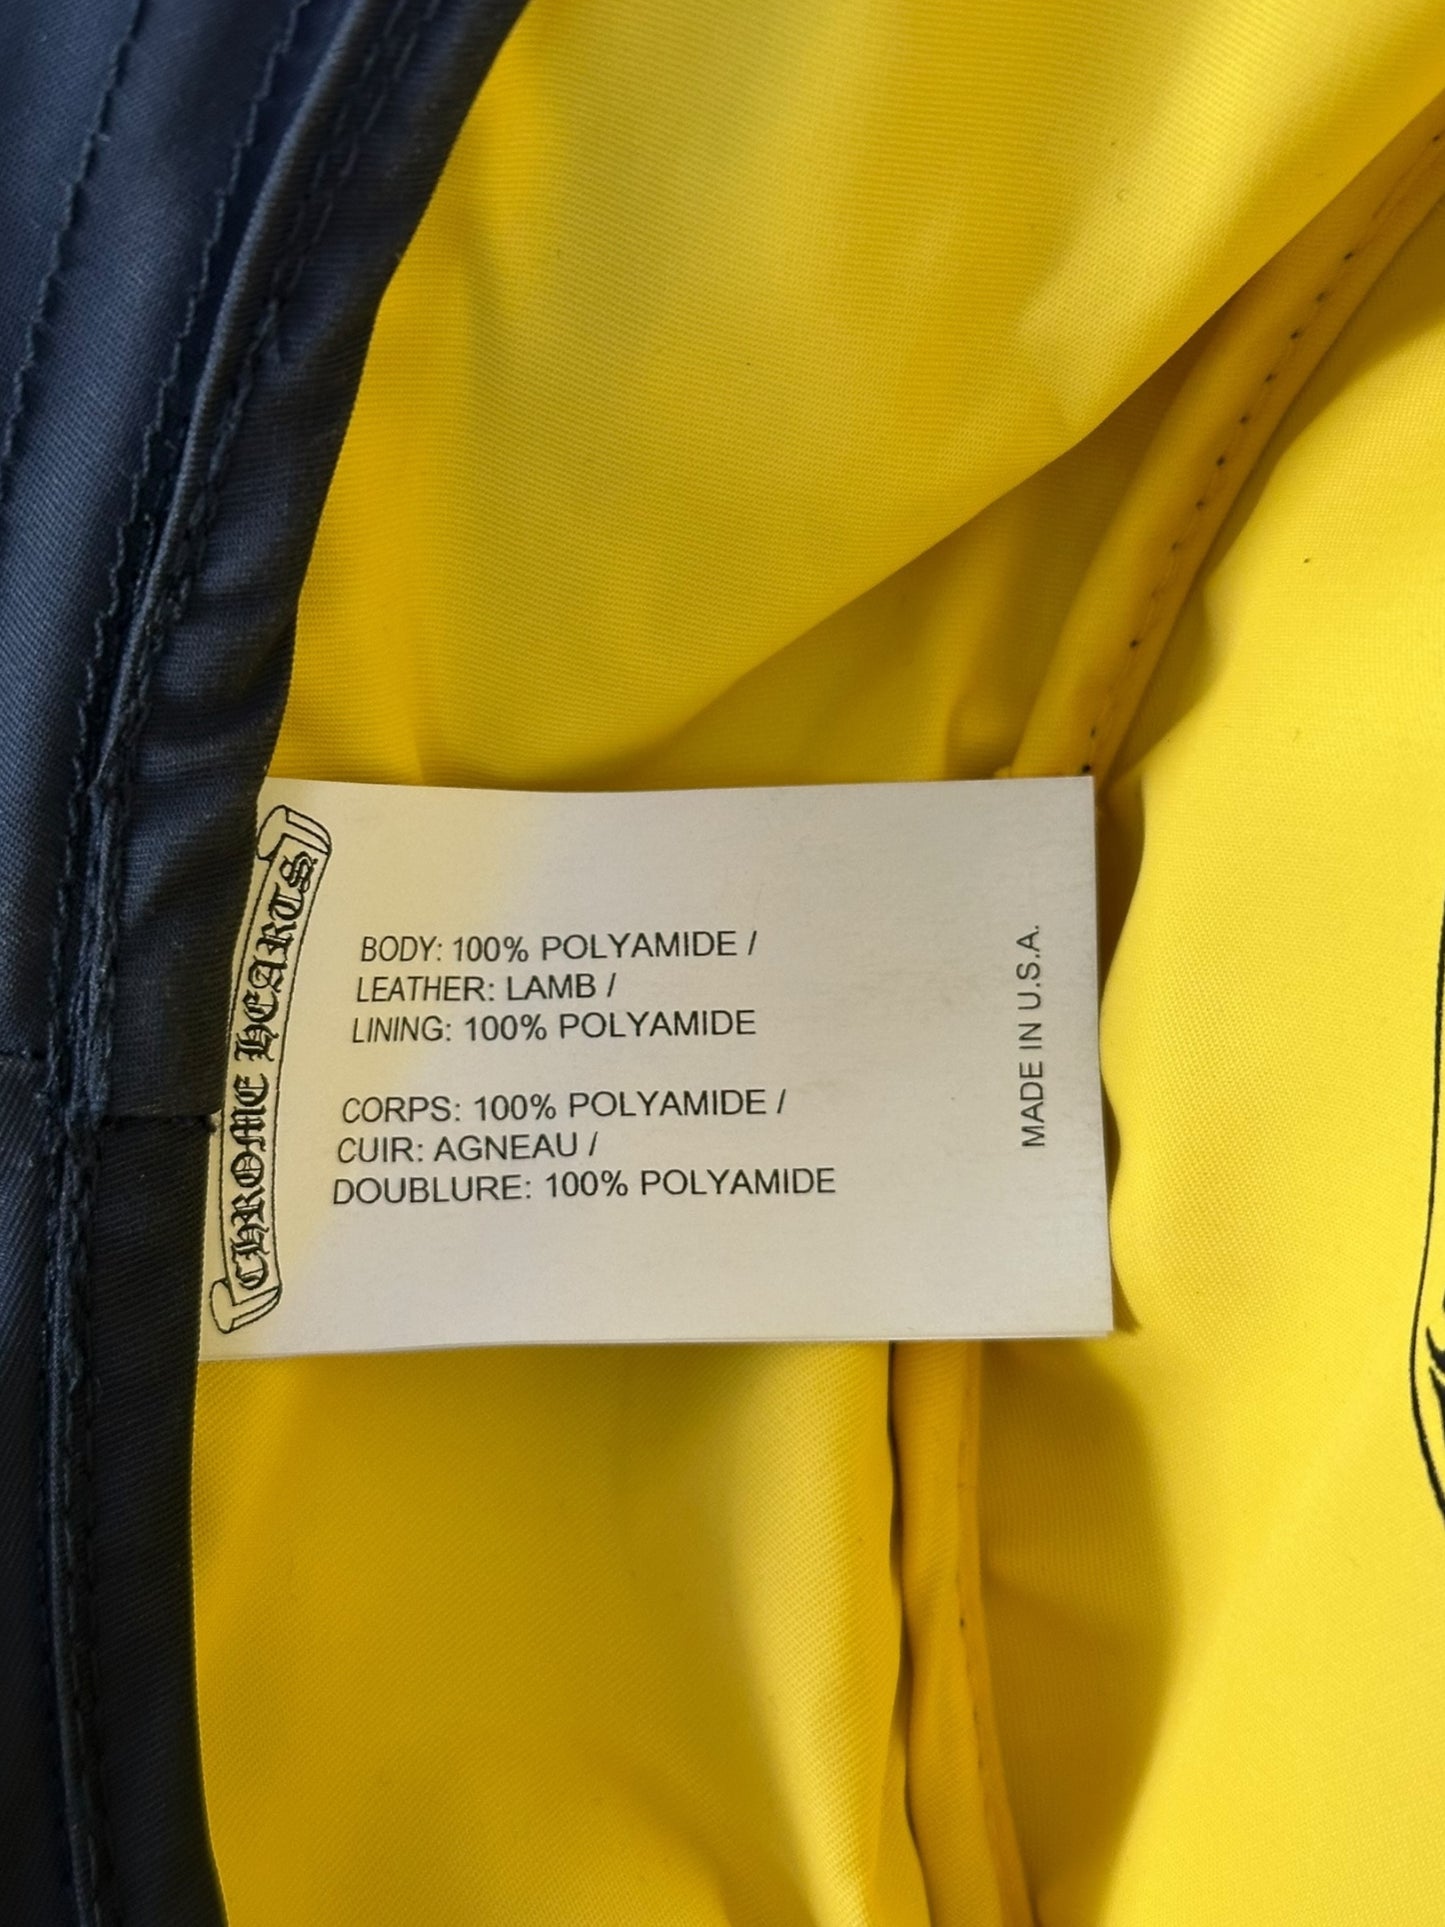 CHROME HEARTS
BODY: 100% POLYAMIDE /
LEATHER: LAMB /
LINING: 100% POLYAMIDE
CORPS: 100% POLYAMIDE /
CUIR: AGNEAU /
DOUBLURE: 100% POLYAMIDE
MADE IN U.S.A.